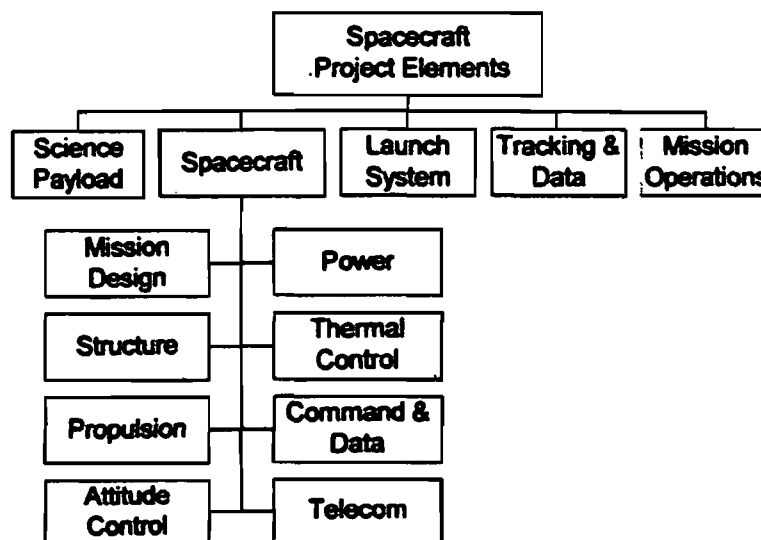 Spacecraft
.Project Elements
Science
Payload
Spacecraft
Launch
System
Tracking &
Data
Mission
Operations
Mission
Design
Power
Structure
Thermal
Control
Propulsion
Command &
Data
Attitude
Control
Telecom